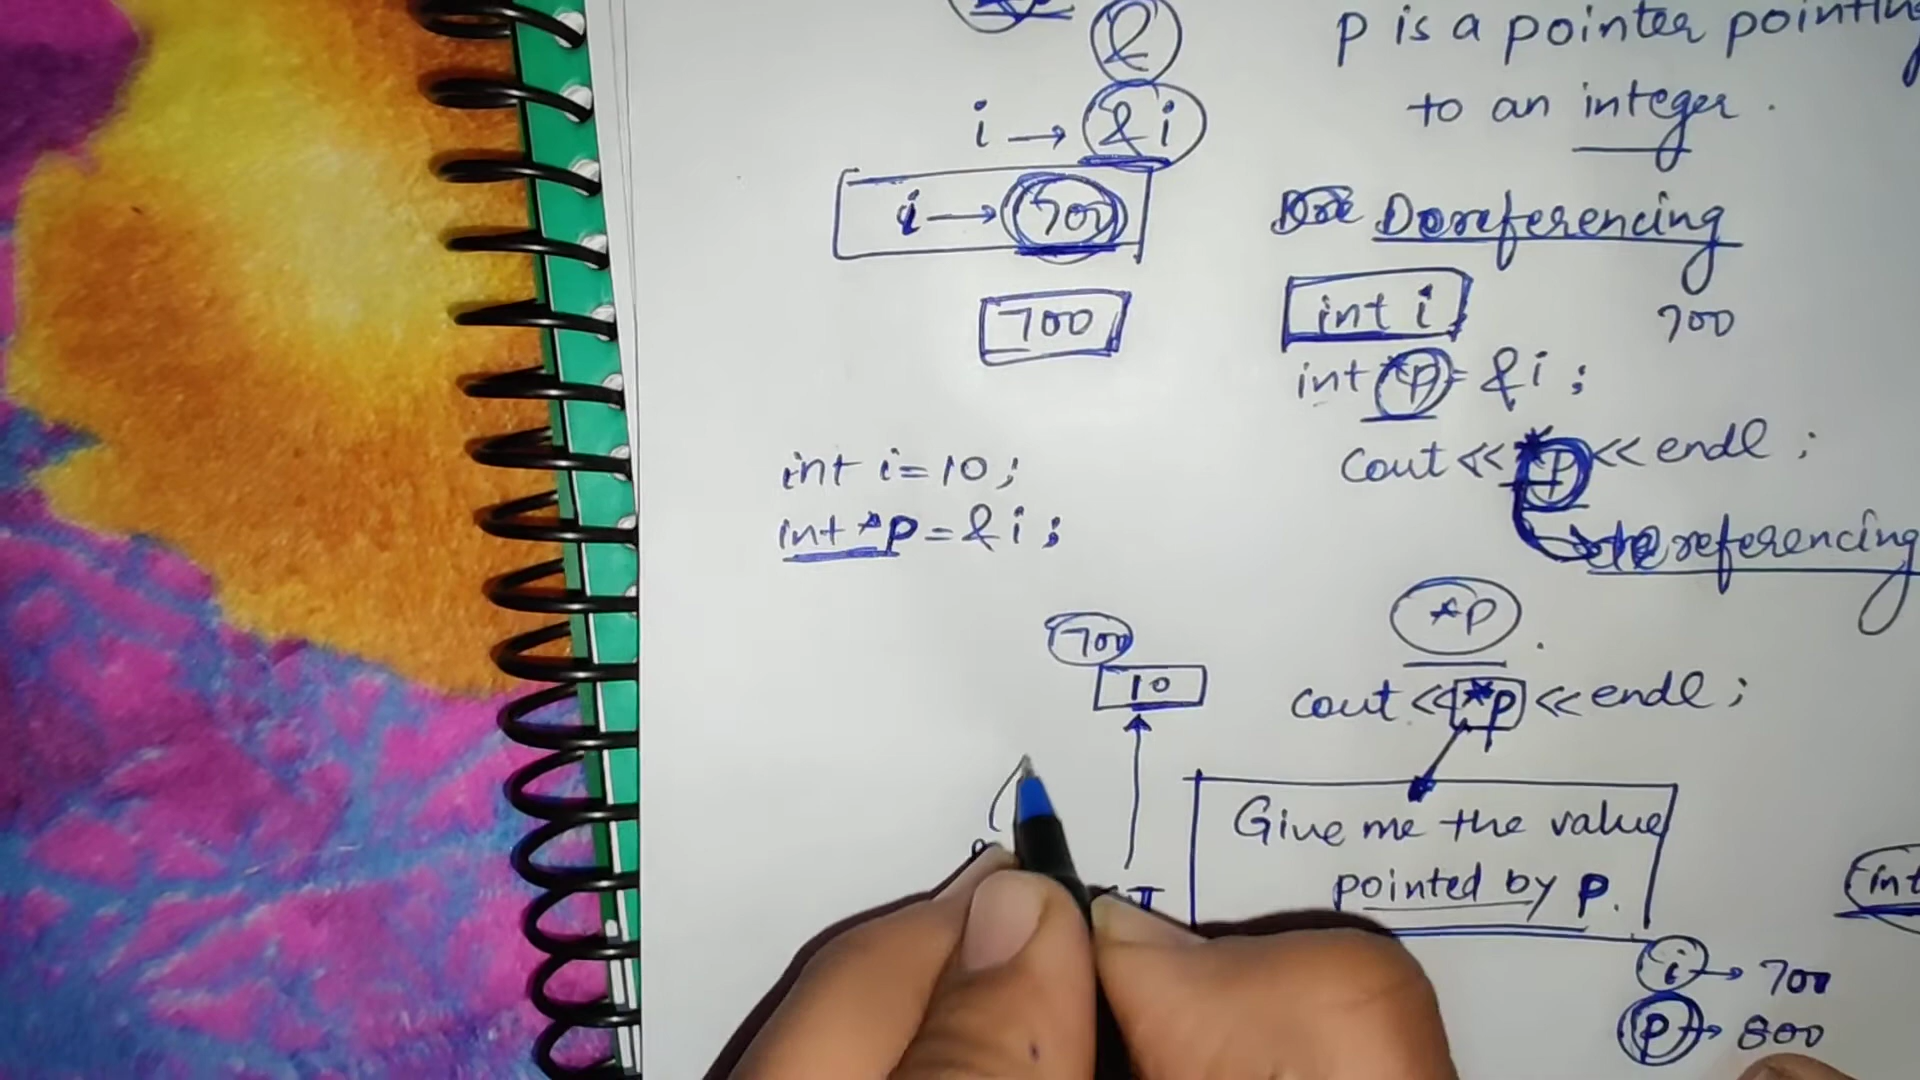 &
i → &i
i → 700
700
int i = 10 ;
int *p = & i ;
700
10
p is a pointer pointing
to an integer .
Dereferencing
int i
700
int *p = & i ;
cout << *p << endl ;
dereferencing
*p
cout << *p << endl ;
Give me the value
pointed by p.
(int
i → 700
p → 800